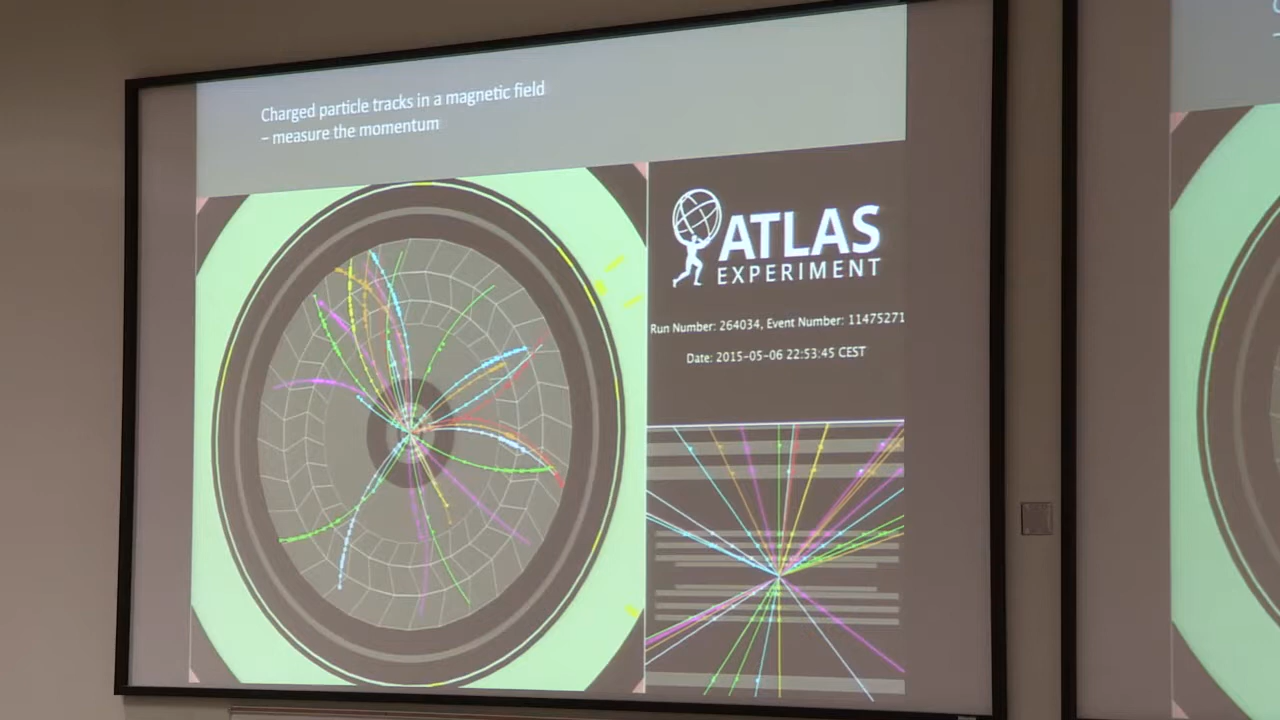 Charged particle tracks in a magnetic field
– measure the momentum
ATLAS
EXPERIMENT
Run Number: 264034, Event Number: 11475271
Date: 2015-05-06 22:53:45 CEST